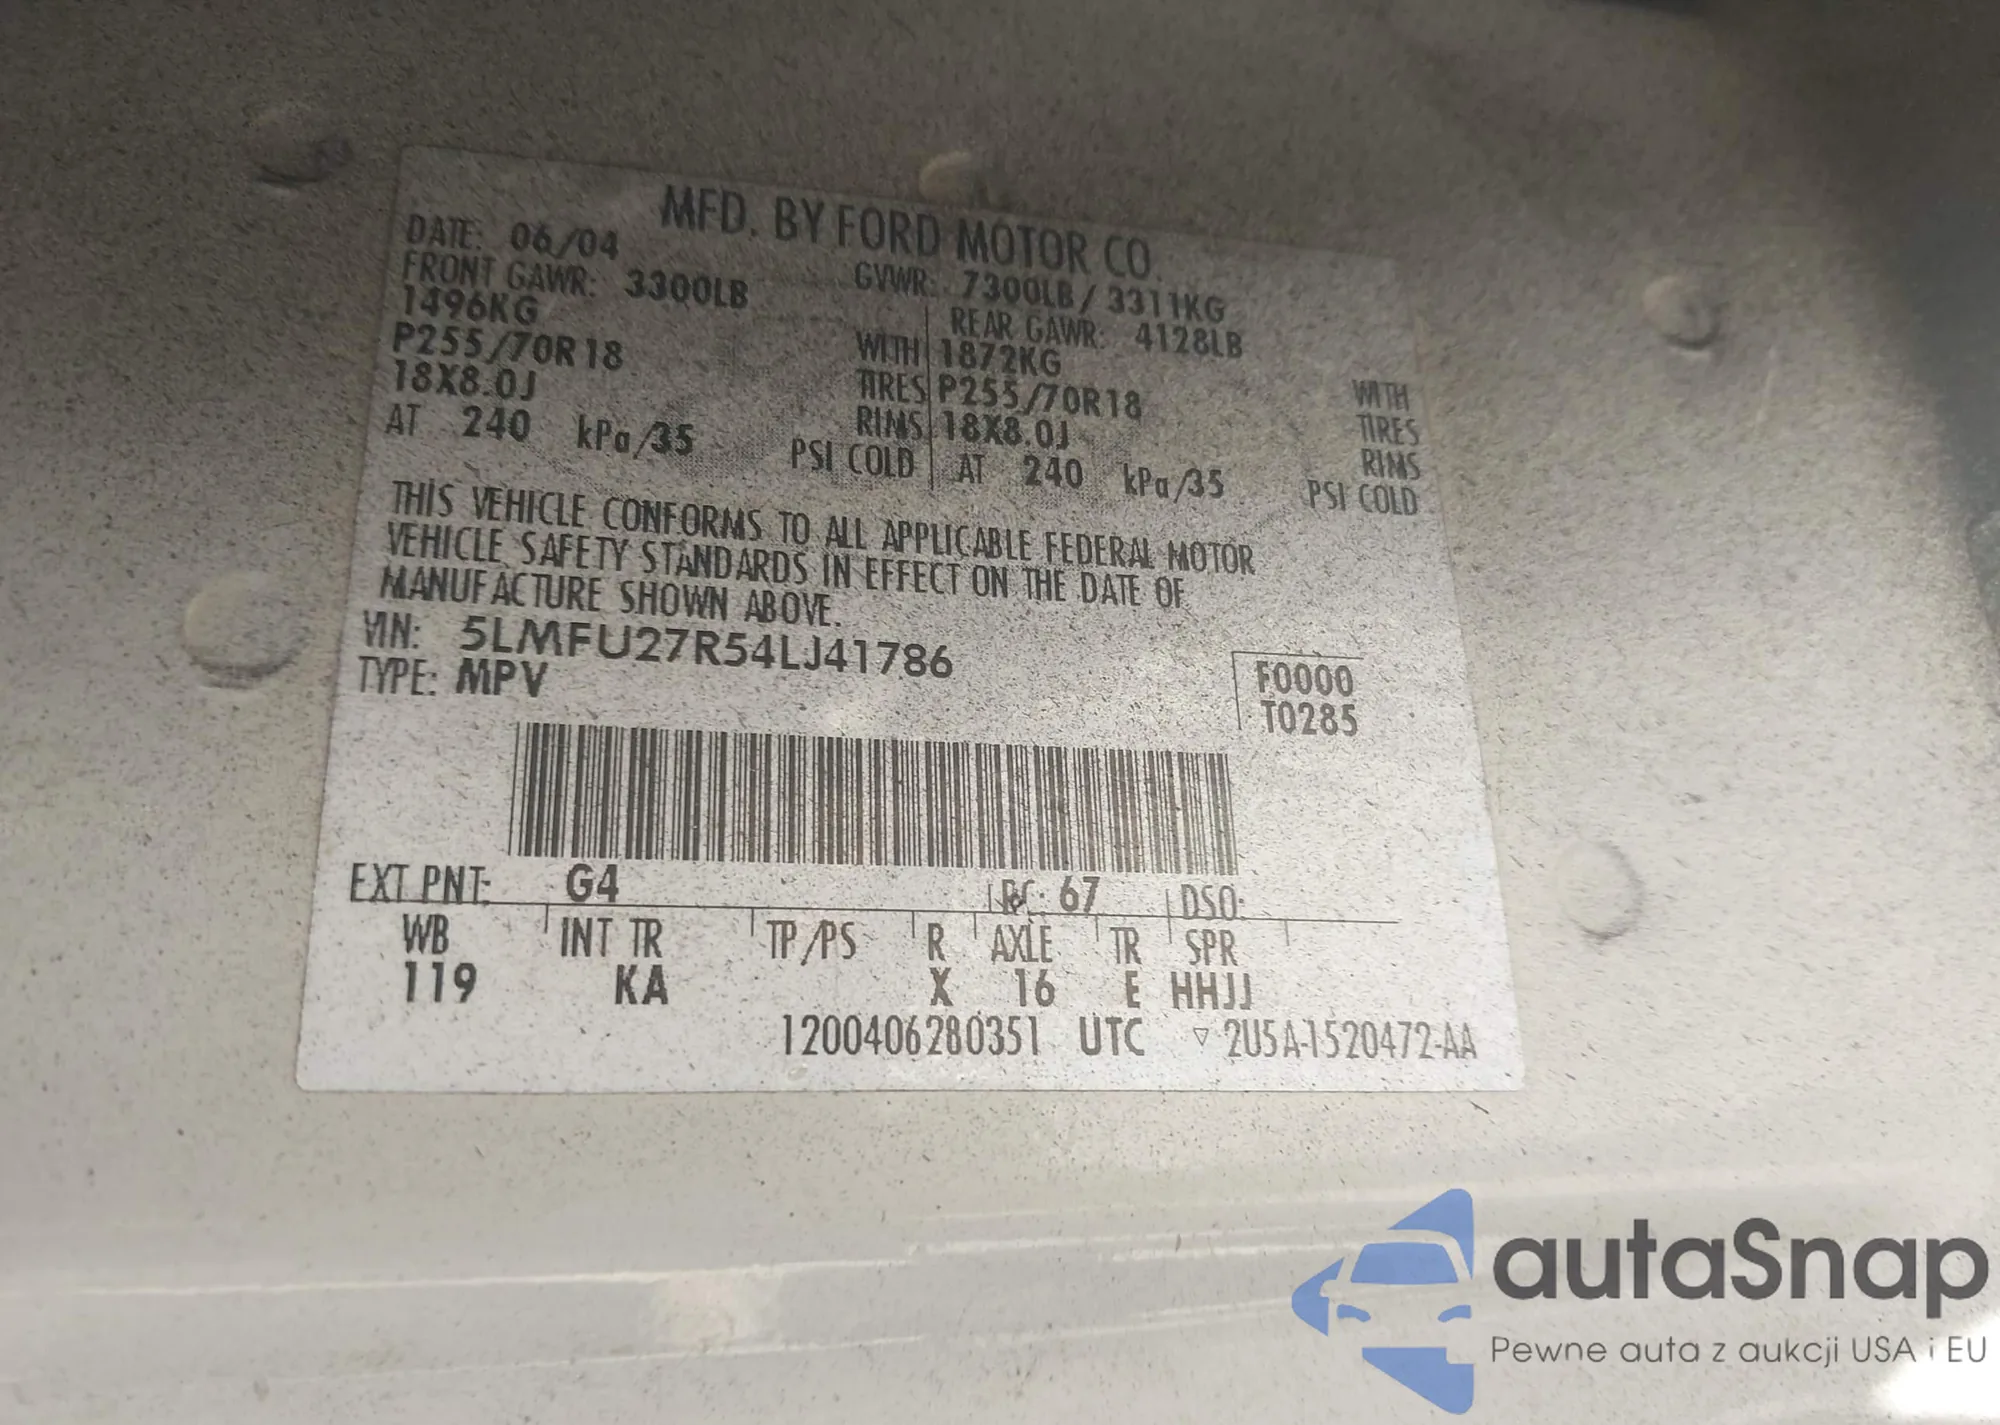 MFD. BY FORD MOTOR CO.
DATE: 06/04 GVWR: 7300LB / 3311KG
FRONT GAWR: 3300LB REAR GAWR: 4128LB
1496KG WITH 1872KG WITH
P255/70R18 TIRES P255/70R18 TIRES
18X8.0J RIMS 18X8.0J RIMS
AT 240 kPa/35 PSI COLD AT 240 kPa/35 PSI COLD
THIS VEHICLE CONFORMS TO ALL APPLICABLE FEDERAL MOTOR
VEHICLE SAFETY STANDARDS IN EFFECT ON THE DATE OF
MANUFACTURE SHOWN ABOVE.
VIN: 5LMFU27R54LJ41786
TYPE: MPV
F0000
T0285
EXT PNT: G4 RC: 67 DSO:
WB INT TR TP/PS R AXLE TR SPR
119 KA X 16 E HHJJ
1200406280351 UTC ▽ 2U5A-1520472-AA
autaSnap
Pewne auta z aukcji USA i EU